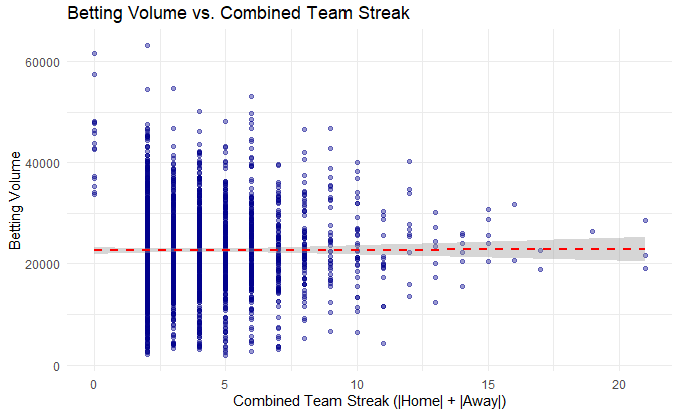 Betting Volume vs. Combined Team Streak
Betting Volume
60000
40000
20000
0
0 5 10 15 20
Combined Team Streak (|Home| + |Away|)